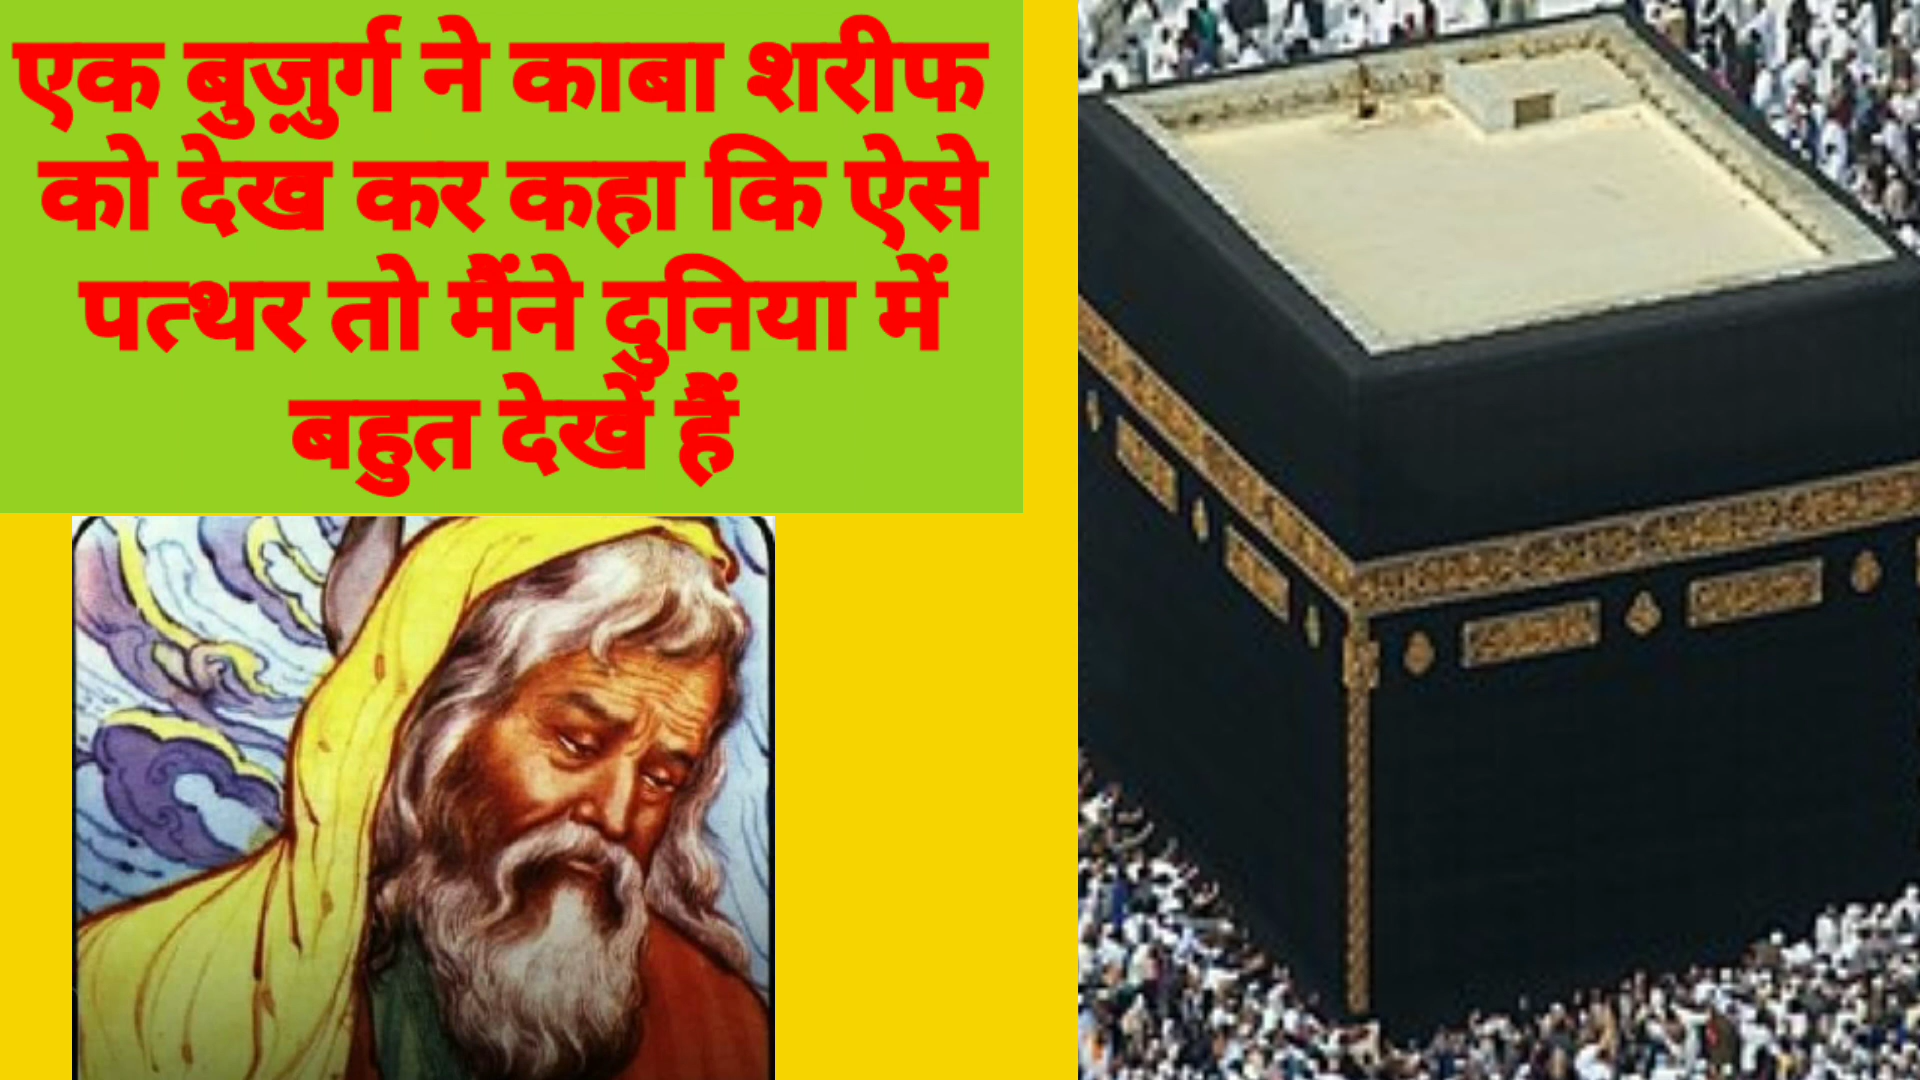 एक बुज़ुर्ग ने काबा शरीफ
को देख कर कहा कि ऐसे
पत्थर तो मैंने दुनिया में
बहुत देखें हैं